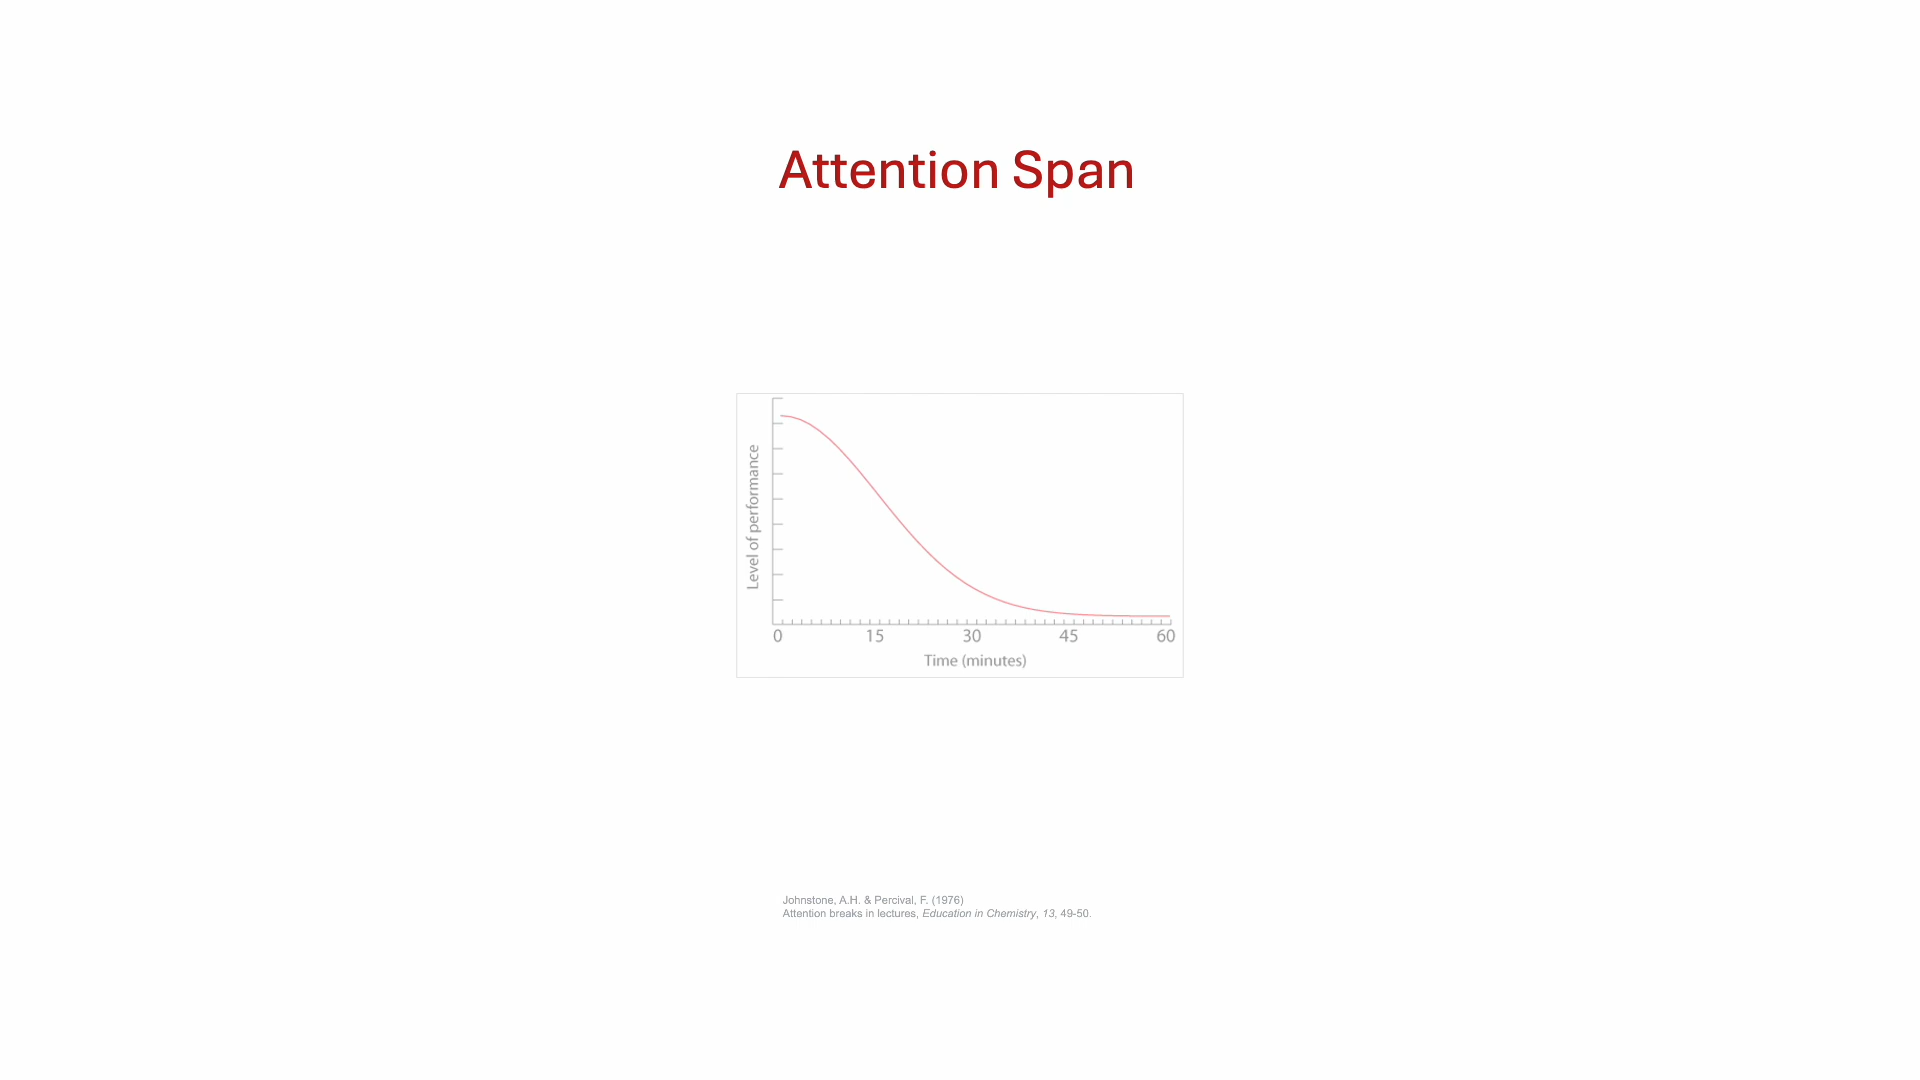 Attention Span
Level of performance
0 15 30 45 60
Time (minutes)
Johnstone, A.H. & Percival, F. (1976)
Attention breaks in lectures, Education in Chemistry, 13, 49-50.